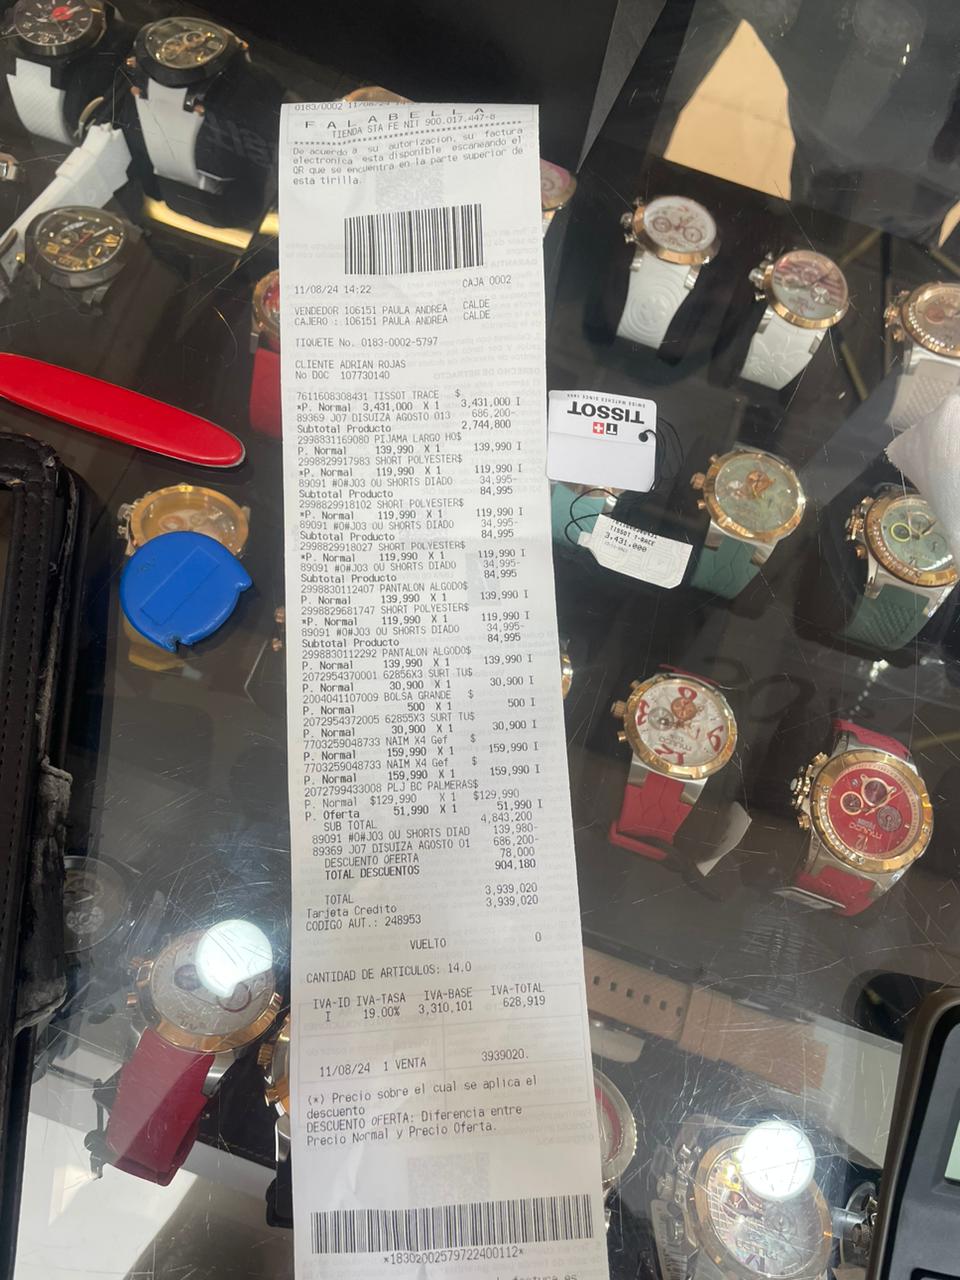 0183/0002 11/08/24
F A L A B E L L A
TIENDA STA FE NIT 900.017.447-8
De acuerdo a su autorizacion, su factura
electronica esta disponible escaneando el
QR que se encuentra en la parte superior de
esta tirilla.
11/08/24 14:22 CAJA 0002
VENDEDOR 106151 PAULA ANDREA CALDE
CAJERO : 106151 PAULA ANDREA CALDE
TIQUETE No. 0183-0002-5797
CLIENTE ADRIAN ROJAS
No DOC 107730140
7611608308431 TISSOT TRACE $
*P. Normal 3,431,000 X 1 3,431,000 I
89369 J07 DISUIZA AGOSTO 013 686,200-
Subtotal Producto 2,744,800
2998831169080 PIJAMA LARGO HO$
P. Normal 139,990 X 1 139,990 I
2998829917983 SHORT POLYESTER$
*P. Normal 119,990 X 1 119,990 I
89091 #O#J03 OU SHORTS DIADO 34,995-
Subtotal Producto 84,995
2998829918102 SHORT POLYESTER$
*P. Normal 119,990 X 1 119,990 I
89091 #O#J03 OU SHORTS DIADO 34,995-
Subtotal Producto 84,995
2998829918027 SHORT POLYESTER$
*P. Normal 119,990 X 1 119,990 I
89091 #O#J03 OU SHORTS DIADO 34,995-
Subtotal Producto 84,995
2998830112407 PANTALON ALGODO$
P. Normal 139,990 X 1 139,990 I
2998829681747 SHORT POLYESTER$
*P. Normal 119,990 X 1 119,990 I
89091 #O#J03 OU SHORTS DIADO 34,995-
Subtotal Producto 84,995
2998830112292 PANTALON ALGODO$
P. Normal 139,990 X 1 139,990 I
2072954370001 62856X3 SURT TU$
P. Normal 30,900 X 1 30,900 I
2004041107009 BOLSA GRANDE $
P. Normal 500 X 1 500 I
2072954372005 62855X3 SURT TU$
P. Normal 30,900 X 1 30,900 I
7703259048733 NAIM X4 Gef $
P. Normal 159,990 X 1 159,990 I
7703259048733 NAIM X4 Gef $
P. Normal 159,990 X 1 159,990 I
2072799433008 PLJ BC PALMERAS$
P. Normal $129,990 X 1 $129,990
P. Oferta 51,990 X 1 51,990 I
SUB TOTAL 4,843,200
89091 #O#J03 OU SHORTS DIAD 139,980-
89369 J07 DISUIZA AGOSTO 01 686,200-
DESCUENTO OFERTA 78,000
TOTAL DESCUENTOS 904,180
TOTAL 3,939,020
Tarjeta Credito 3,939,020
CODIGO AUT.: 248953
VUELTO 0
CANTIDAD DE ARTICULOS: 14.0
IVA-ID IVA-TASA IVA-BASE IVA-TOTAL
I 19.00% 3,310,101 628,919
11/08/24 1 VENTA 3939020.
(*) Precio sobre el cual se aplica el
descuento
DESCUENTO OFERTA: Diferencia entre
Precio Normal y Precio Oferta.
*18302002579722400112*
TISSOT
SWISS WATCHES SINCE 1853
TISSOT T-RACE
3,431,000